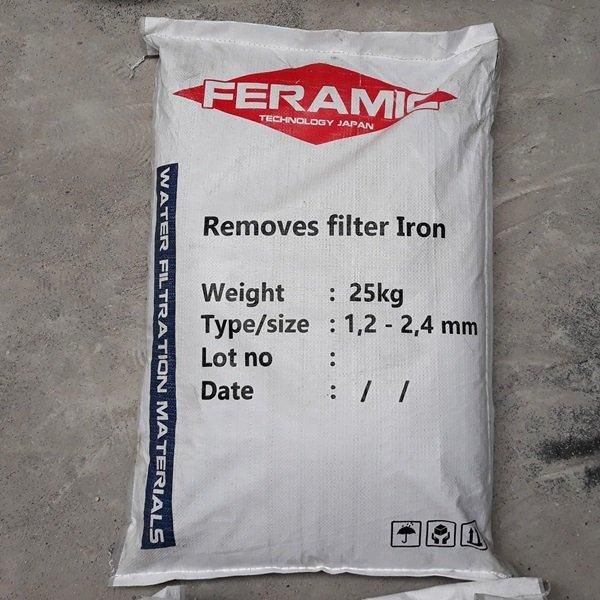 FERAMIC
TECHNOLOGY JAPAN
WATER FILTRATION MATERIALS
Removes filter Iron
Weight : 25kg
Type/size : 1,2 - 2,4 mm
Lot no :
Date : / /